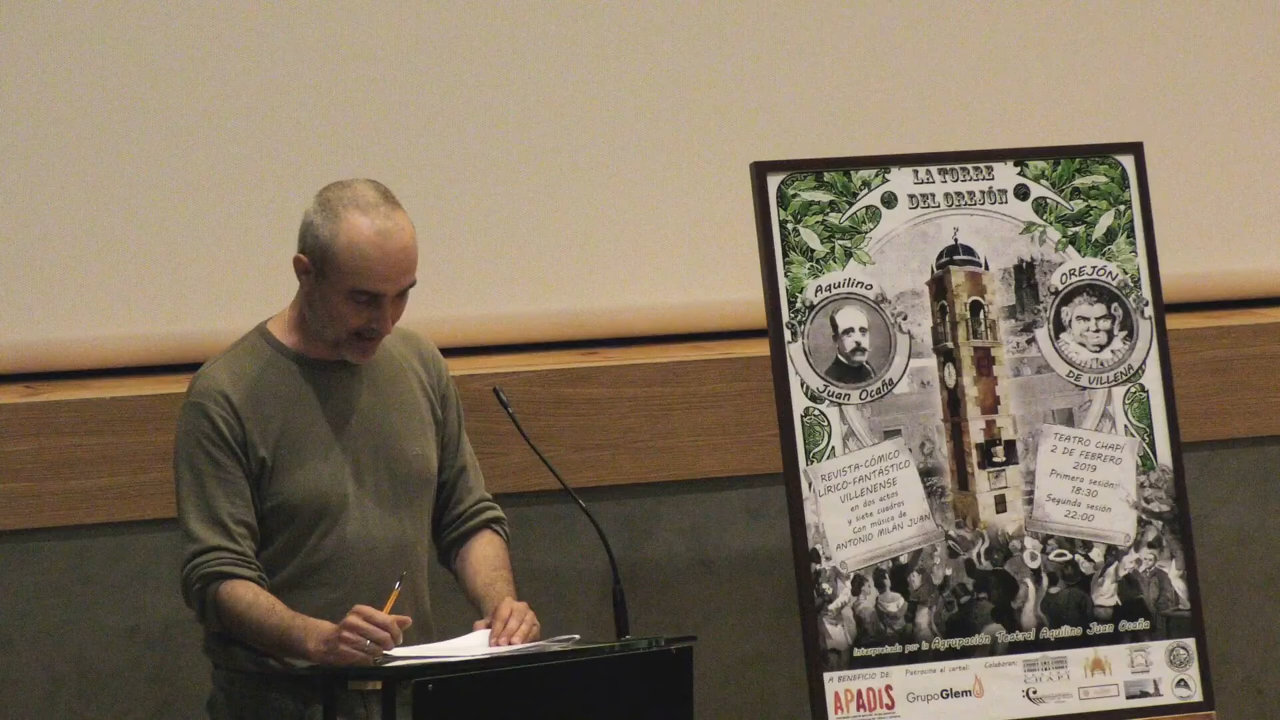 LA TORRE
DEL OREJÓN
Aquilino
Juan Ocaña
OREJÓN
DE VILLENA
REVISTA-CÓMICO
LÍRICO-FANTÁSTICO
VILLENENSE
en dos actos
y siete cuadros
Con música de
ANTONIO MILÁN JUAN
TEATRO CHAPÍ
2 DE FEBRERO
2019
Primera sesión:
18:30
Segunda sesión
22:00
interpretada por la Agrupación Teatral Aquilino Juan Ocaña
A BENEFICIO DE:
APADIS
Patrocina el cartel:
GrupoGlem
Colaboran: